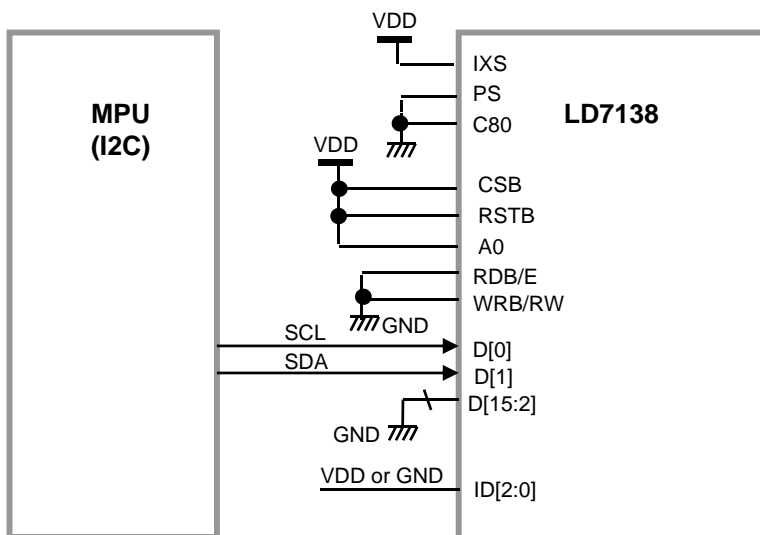 VDD
IXS
MPU
(I2C)
PS
LD7138
C80
VDD
CSB
RSTB
A0
RDB/E
WRB/RW
GND
SCL
D[0]
SDA
D[1]
D[15:2]
GND
VDD or GND
ID[2:0]